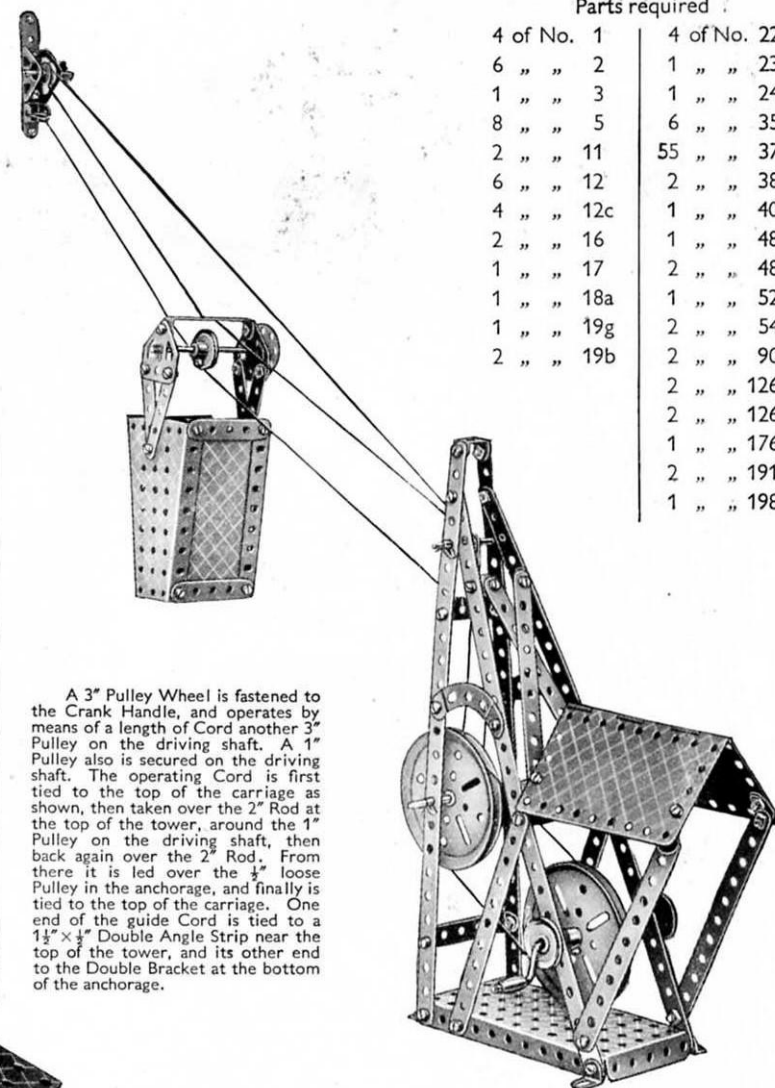 Parts required
4 of No. 1
6 „ „ 2
1 „ „ 3
8 „ „ 5
2 „ „ 11
6 „ „ 12
4 „ „ 12c
2 „ „ 16
1 „ „ 17
1 „ „ 18a
1 „ „ 19g
2 „ „ 19b
4 of No. 22
1 „ „ 23
1 „ „ 24
6 „ „ 35
55 „ „ 37
2 „ „ 38
1 „ „ 40
1 „ „ 48
2 „ „ 48
1 „ „ 52
2 „ „ 54
2 „ „ 90
2 „ „ 126
2 „ „ 126
1 „ „ 176
2 „ „ 191
1 „ „ 198
A 3″ Pulley Wheel is fastened to
the Crank Handle, and operates by
means of a length of Cord another 3″
Pulley on the driving shaft. A 1″
Pulley also is secured on the driving
shaft. The operating Cord is first
tied to the top of the carriage as
shown, then taken over the 2″ Rod at
the top of the tower, around the 1″
Pulley on the driving shaft, then
back again over the 2″ Rod. From
there it is led over the ½″ loose
Pulley in the anchorage, and finally is
tied to the top of the carriage. One
end of the guide Cord is tied to a
1½″×½″ Double Angle Strip near the
top of the tower, and its other end
to the Double Bracket at the bottom
of the anchorage.